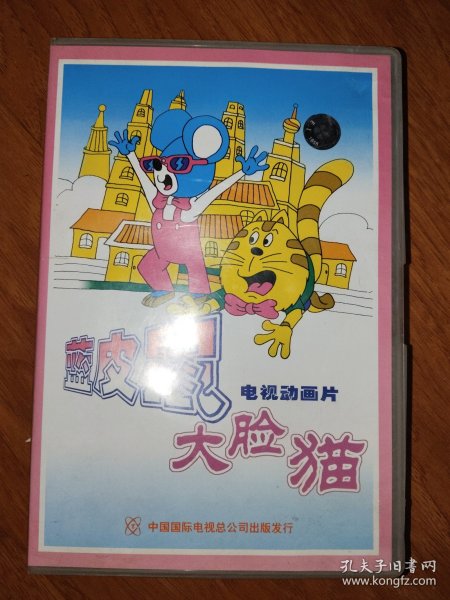 蓝皮鼠
电视动画片
大脸猫
中国国际电视总公司出版发行
孔夫子旧书网
www.kongfz.com